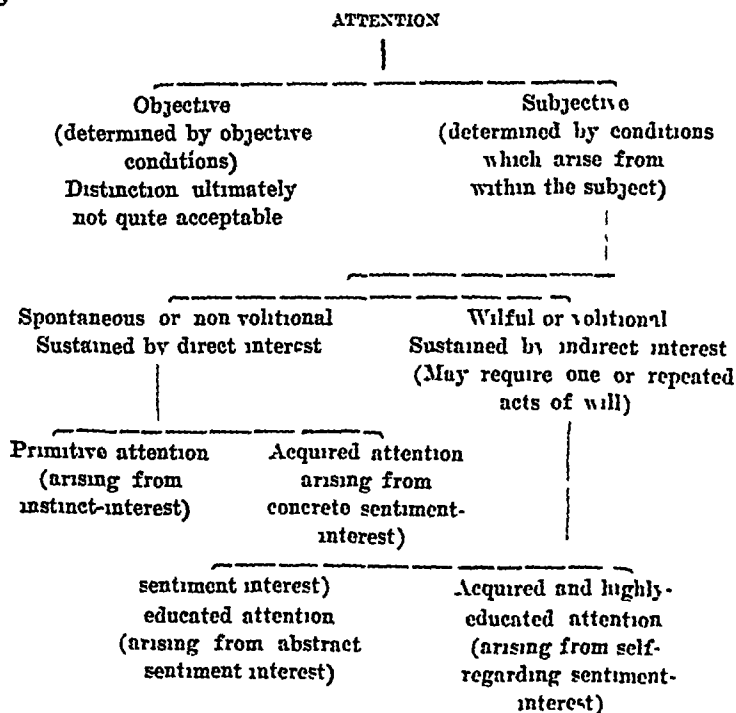 ATTENTION
Objective
(determined by objective
conditions)
Distinction ultimately
not quite acceptable
Subjective
(determined by conditions
which arise from
within the subject)
Spontaneous or non volitional
Sustained by direct interest
Wilful or volitional
Sustained by indirect interest
(May require one or repeated
acts of will)
Primitive attention
(arising from
instinct-interest)
Acquired attention
arising from
concrete sentiment-
interest)
sentiment interest)
educated attention
(arising from abstract
sentiment interest)
Acquired and highly-
educated attention
(arising from self-
regarding sentiment-
interest)